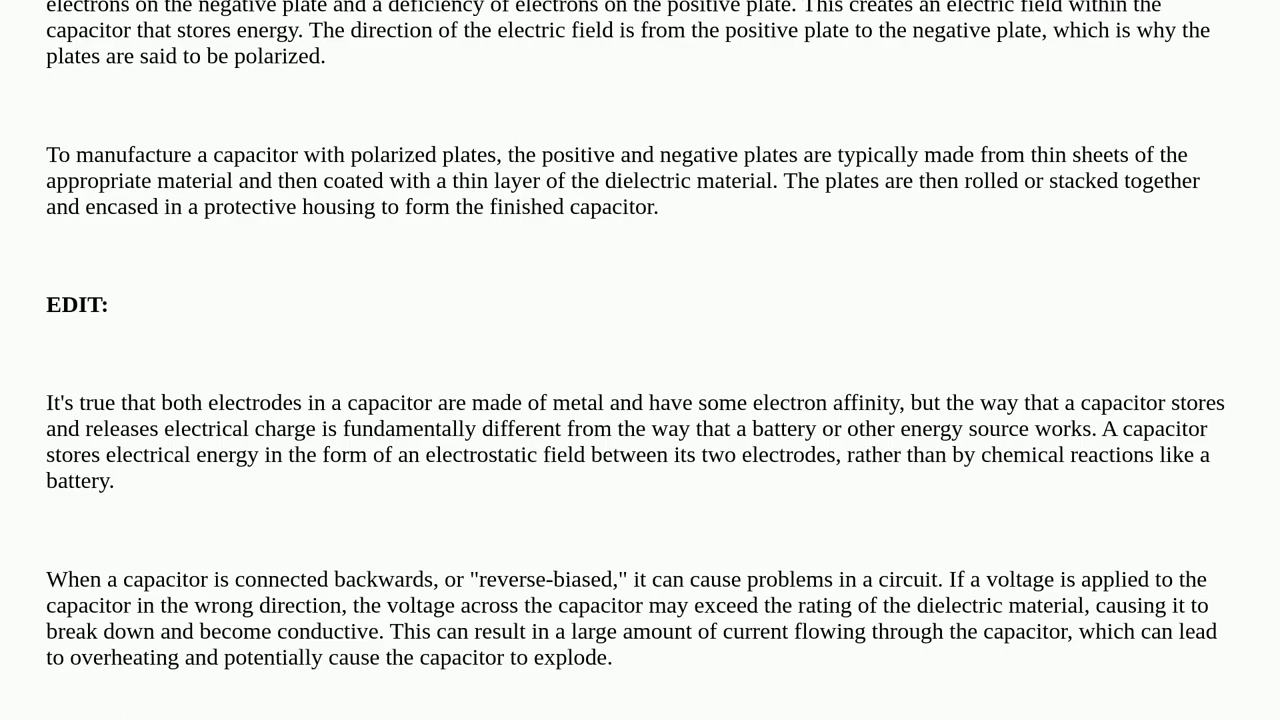 electrons on the negative plate and a deficiency of electrons on the positive plate. This creates an electric field within the
capacitor that stores energy. The direction of the electric field is from the positive plate to the negative plate, which is why the
plates are said to be polarized.
To manufacture a capacitor with polarized plates, the positive and negative plates are typically made from thin sheets of the
appropriate material and then coated with a thin layer of the dielectric material. The plates are then rolled or stacked together
and encased in a protective housing to form the finished capacitor.
EDIT:
It's true that both electrodes in a capacitor are made of metal and have some electron affinity, but the way that a capacitor stores
and releases electrical charge is fundamentally different from the way that a battery or other energy source works. A capacitor
stores electrical energy in the form of an electrostatic field between its two electrodes, rather than by chemical reactions like a
battery.
When a capacitor is connected backwards, or "reverse-biased," it can cause problems in a circuit. If a voltage is applied to the
capacitor in the wrong direction, the voltage across the capacitor may exceed the rating of the dielectric material, causing it to
break down and become conductive. This can result in a large amount of current flowing through the capacitor, which can lead
to overheating and potentially cause the capacitor to explode.